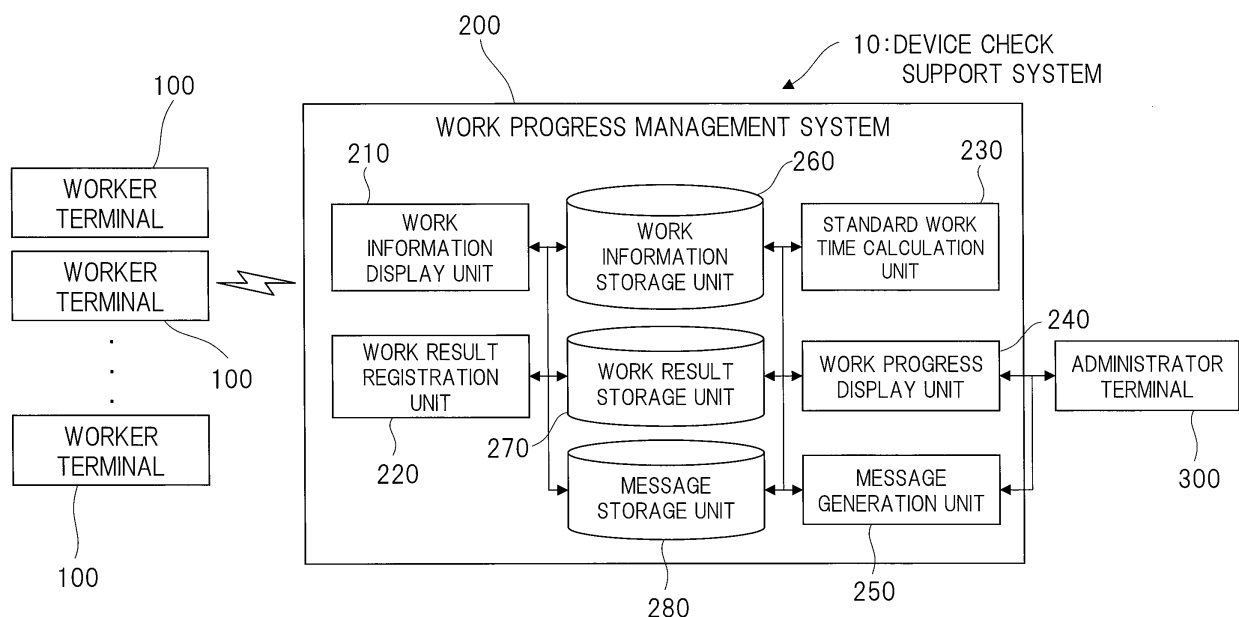 200
10:DEVICE CHECK
SUPPORT SYSTEM
100
WORK PROGRESS MANAGEMENT SYSTEM
WORKER
TERMINAL
210
260
230
WORK
INFORMATION
DISPLAY UNIT
WORK
INFORMATION
STORAGE UNIT
STANDARD WORK
TIME CALCULATION
UNIT
WORKER
TERMINAL
100
240
WORK RESULT
REGISTRATION
UNIT
WORK RESULT
STORAGE UNIT
WORK PROGRESS
DISPLAY UNIT
ADMINISTRATOR
TERMINAL
220
270
300
WORKER
TERMINAL
100
MESSAGE
STORAGE UNIT
MESSAGE
GENERATION UNIT
280
250